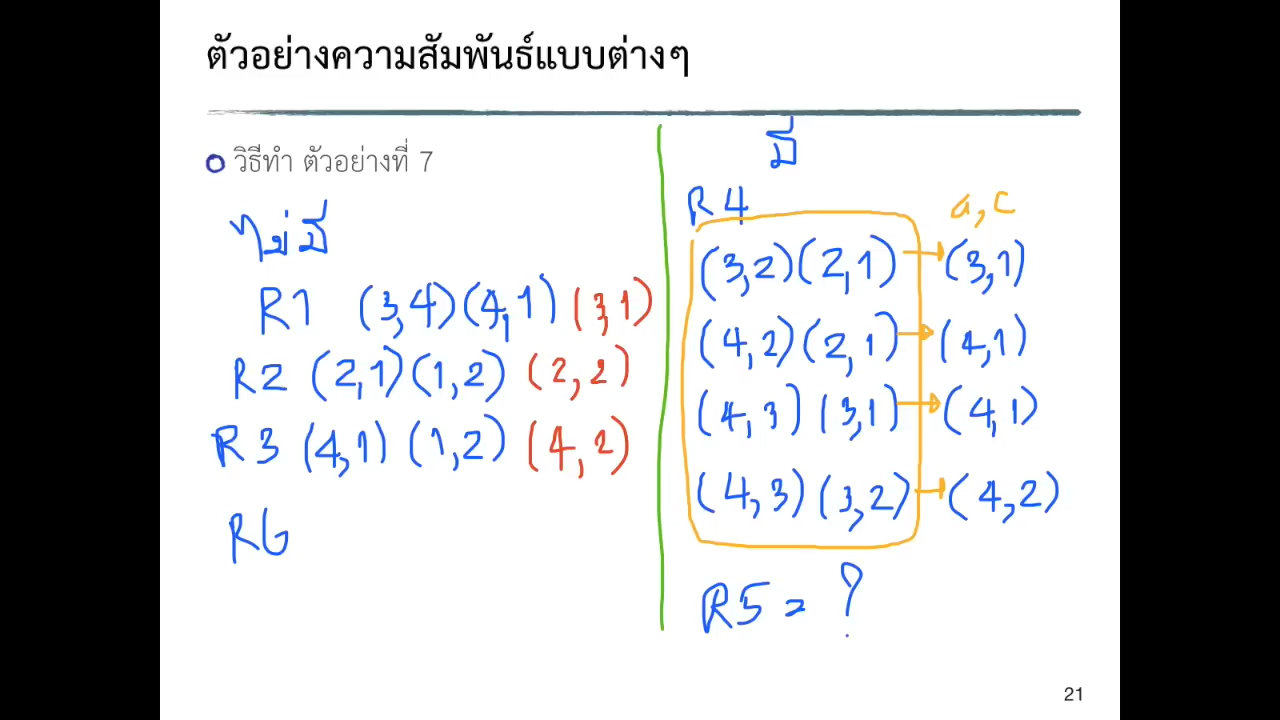 ตัวอย่างความสัมพันธ์แบบต่างๆ
วิธีทำ ตัวอย่างที่ 7
ไม่มี
R1 (3,4)(4,1) (3,1)
R2 (2,1)(1,2) (2,2)
R3 (4,1) (1,2) (4,2)
R6
มี
R4
a,c
(3,2)(2,1) → (3,1)
(4,2)(2,1) → (4,1)
(4,3)(3,1) → (4,1)
(4,3)(3,2) → (4,2)
R5 = ?
21